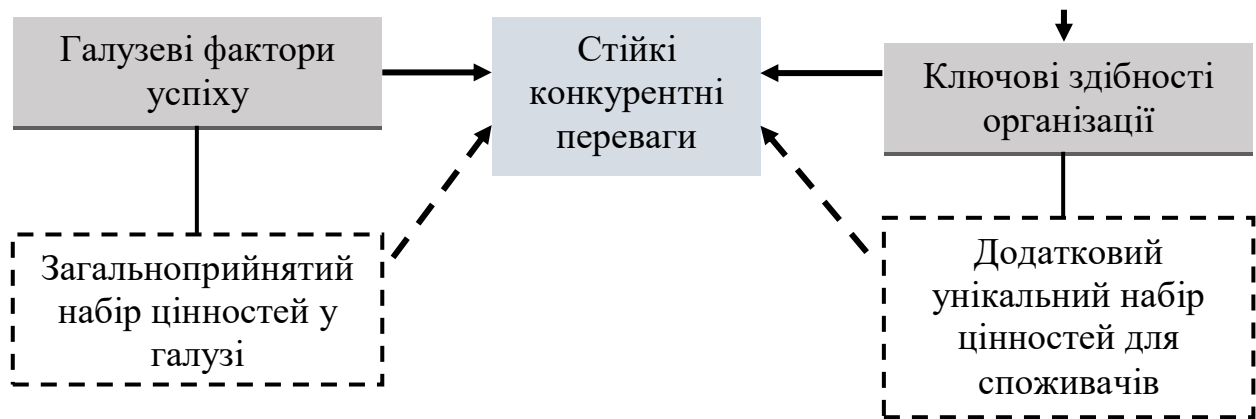 Галузеві фактори
успіху
Стійкі
конкурентні
переваги
Ключові здібності
організації
Загальноприйнятий
набір цінностей у
галузі
Додатковий
унікальний набір
цінностей для
споживачів